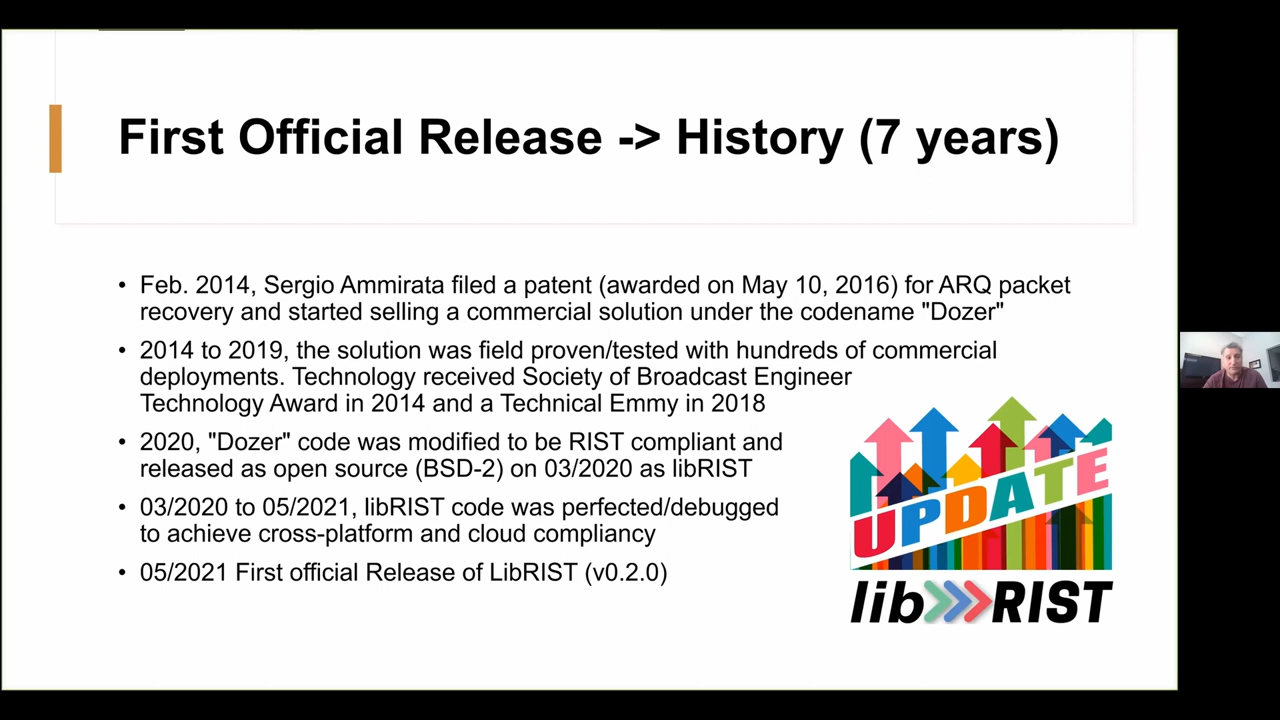 First Official Release -> History (7 years)
• Feb. 2014, Sergio Ammirata filed a patent (awarded on May 10, 2016) for ARQ packet
recovery and started selling a commercial solution under the codename "Dozer"
• 2014 to 2019, the solution was field proven/tested with hundreds of commercial
deployments. Technology received Society of Broadcast Engineer
Technology Award in 2014 and a Technical Emmy in 2018
• 2020, "Dozer" code was modified to be RIST compliant and
released as open source (BSD-2) on 03/2020 as libRIST
• 03/2020 to 05/2021, libRIST code was perfected/debugged
to achieve cross-platform and cloud compliancy
• 05/2021 First official Release of LibRIST (v0.2.0)
UPDATE
lib RIST